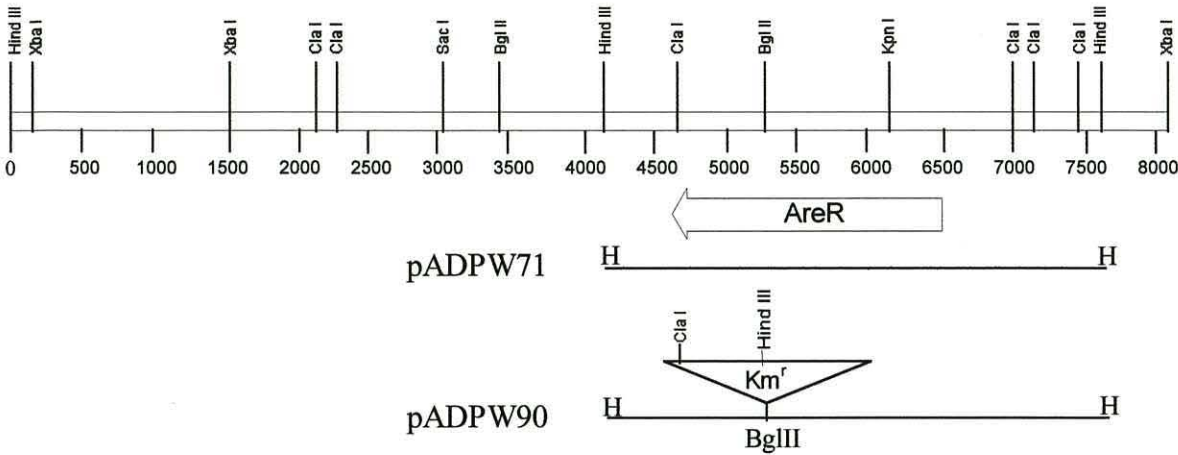 Hind III Xba I Xba I Cla I Cla I Sac I Bgl II Hind III Cla I Bgl II Kpn I Cla I Cla I Cla I Hind III Xba I
0 500 1000 1500 2000 2500 3000 3500 4000 4500 5000 5500 6000 6500 7000 7500 8000
AreR
pADPW71 H H
Cla I Hind III
Kmʳ
pADPW90 H H
BglII